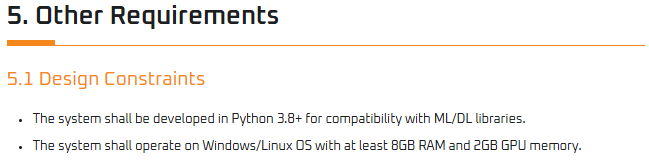 5. Other Requirements
5.1 Design Constraints
• The system shall be developed in Python 3.8+ for compatibility with ML/DL libraries.
• The system shall operate on Windows/Linux OS with at least 8GB RAM and 2GB GPU memory.